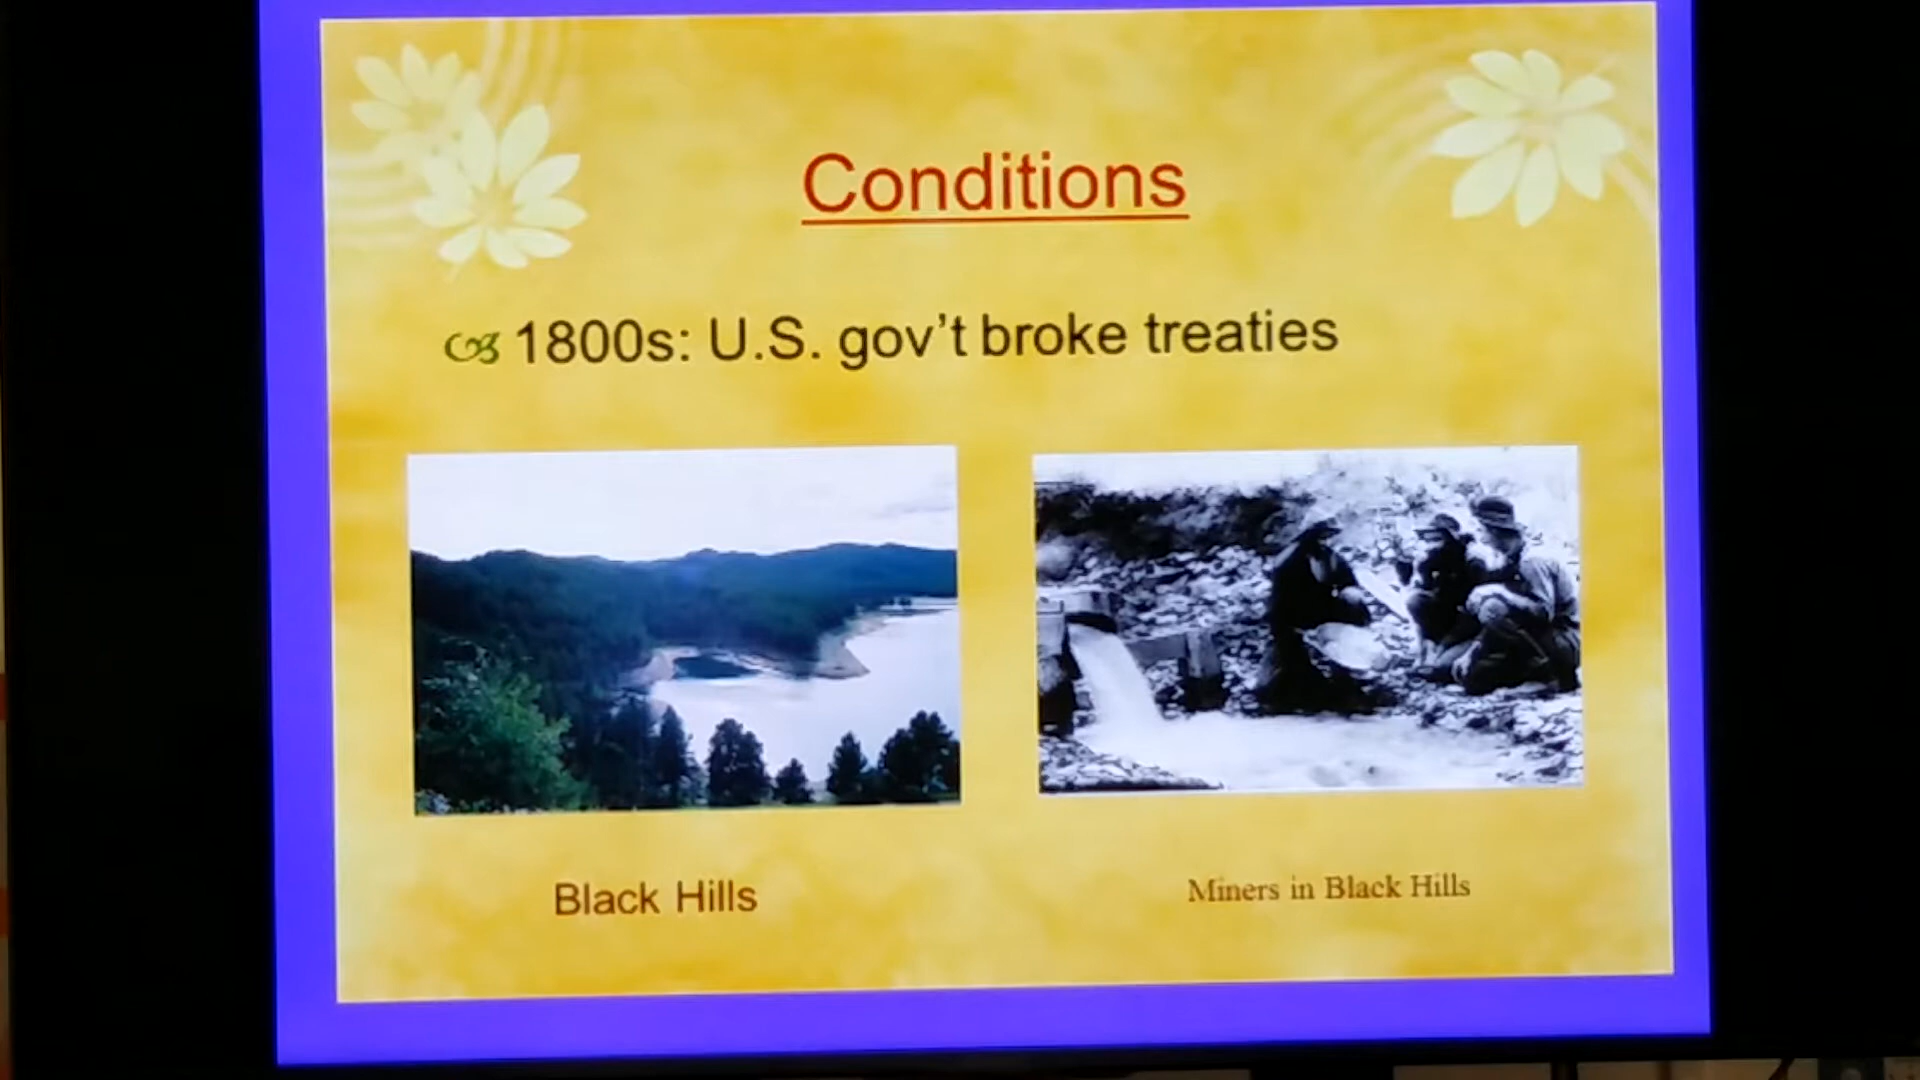 Conditions
1800s: U.S. gov't broke treaties
Black Hills
Miners in Black Hills